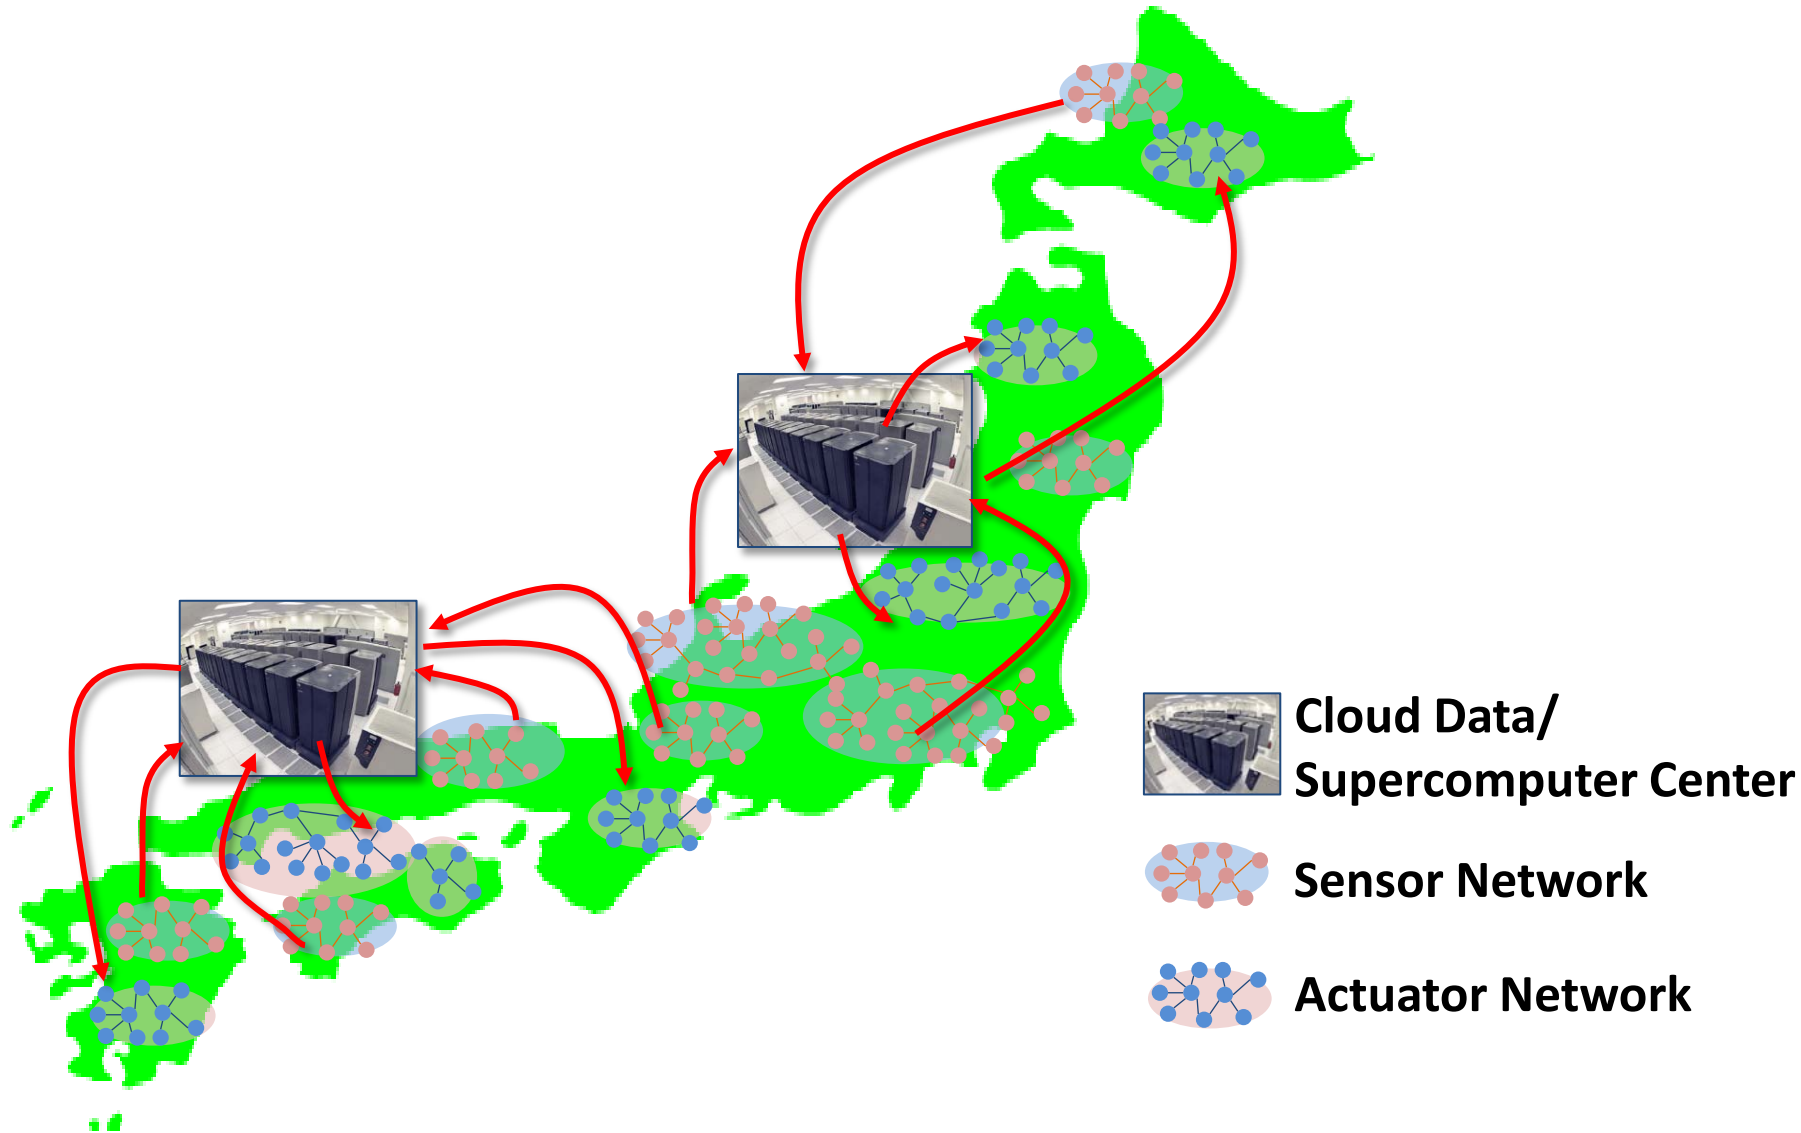 Cloud Data/
Supercomputer Center
Sensor Network
Actuator Network